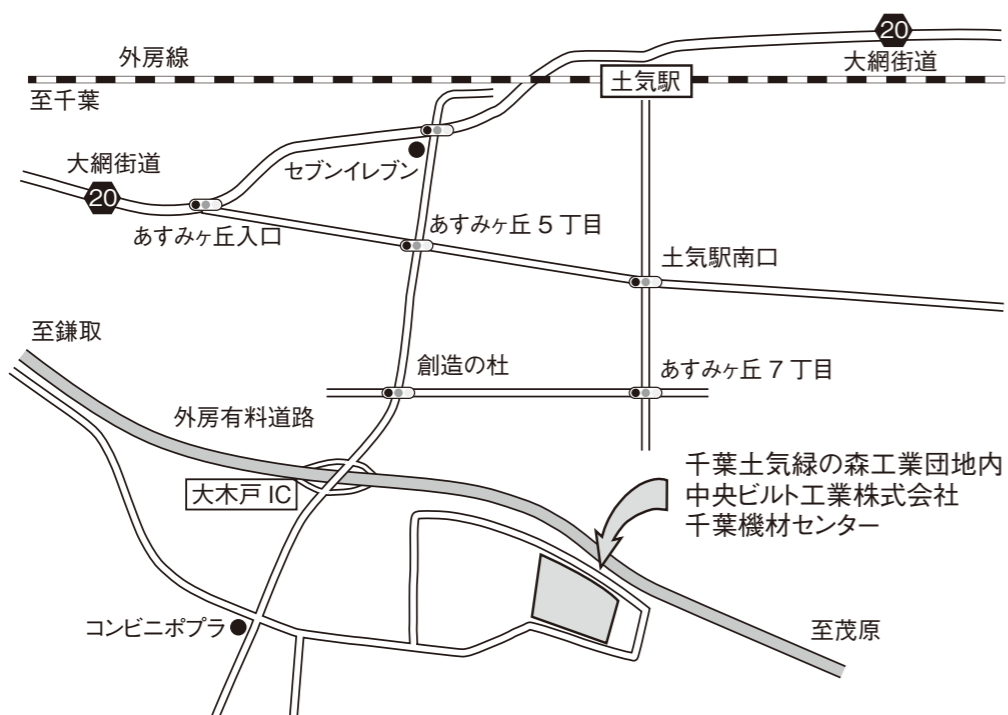 20
外房線
大網街道
土気駅
至千葉
セブンイレブン
大網街道
20
あすみヶ丘入口
あすみヶ丘 5 丁目
土気駅南口
至鎌取
創造の杜
あすみヶ丘 7 丁目
外房有料道路
大木戸 IC
千葉土気緑の森工業団地内
中央ビルト工業株式会社
千葉機材センター
コンビニポプラ
至茂原